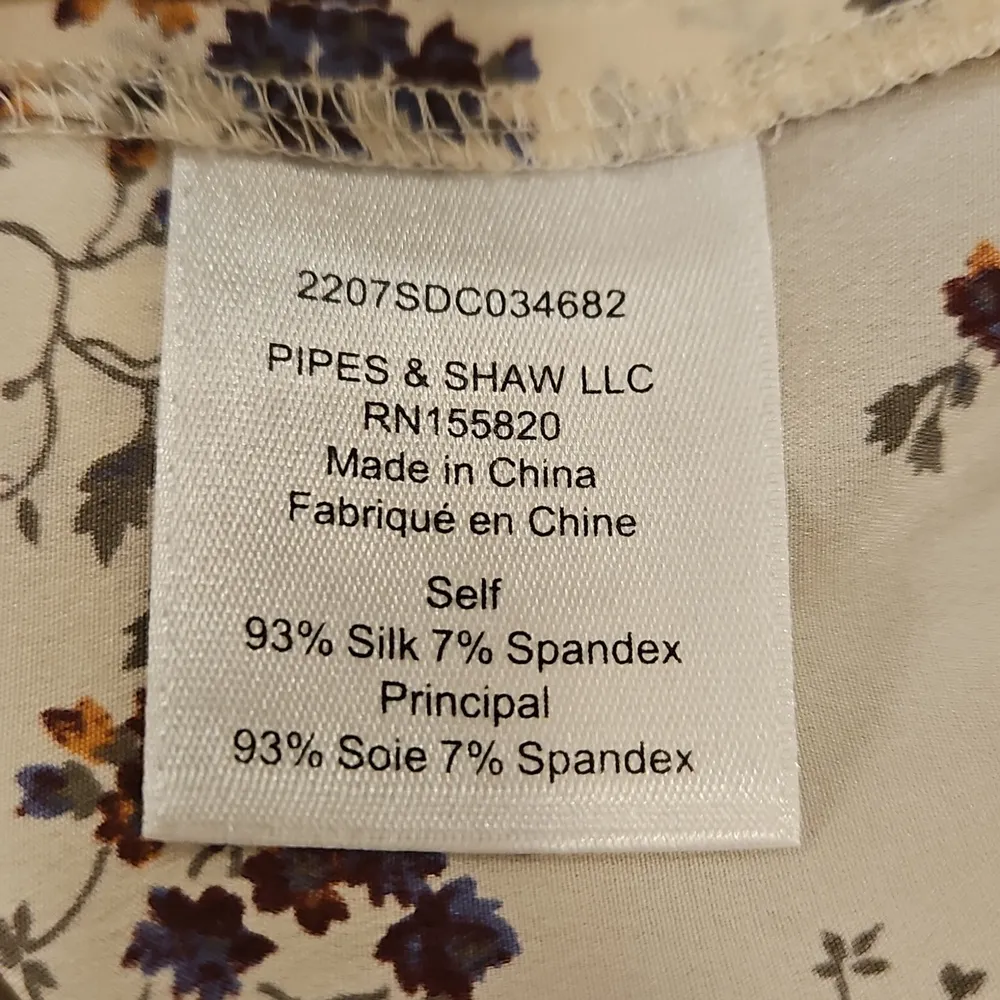 2207SDC034682
PIPES & SHAW LLC
RN155820
Made in China
Fabriqué en Chine
Self
93% Silk 7% Spandex
Principal
93% Soie 7% Spandex